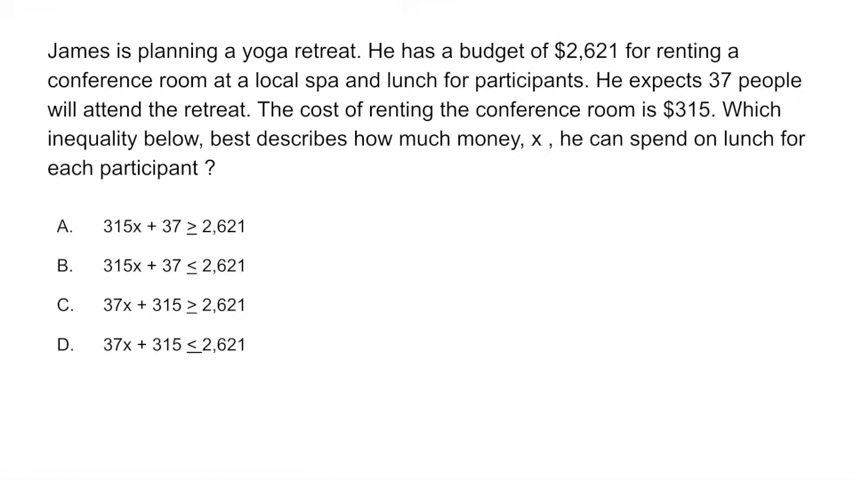 James is planning a yoga retreat. He has a budget of $2,621 for renting a
conference room at a local spa and lunch for participants. He expects 37 people
will attend the retreat. The cost of renting the conference room is $315. Which
inequality below, best describes how much money, x , he can spend on lunch for
each participant ?
A. 315x + 37 ≥ 2,621
B. 315x + 37 ≤ 2,621
C. 37x + 315 ≥ 2,621
D. 37x + 315 ≤ 2,621